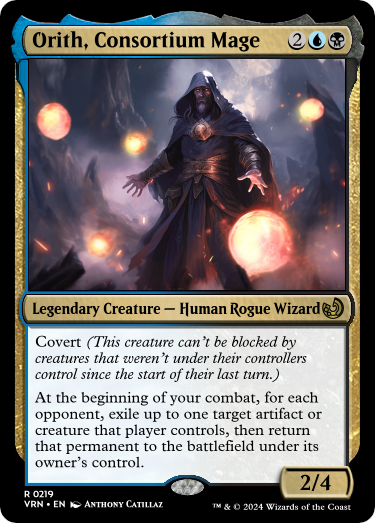 Orith, Consortium Mage 2
Legendary Creature — Human Rogue Wizard
Covert (This creature can't be blocked by
creatures that weren't under their controllers
control since the start of their last turn.)
At the beginning of your combat, for each
opponent, exile up to one target artifact or
creature that player controls, then return
that permanent to the battlefield under its
owner's control.
2/4
R 0219
VRN • EN Anthony Catillaz
™ & © 2024 Wizards of the Coast